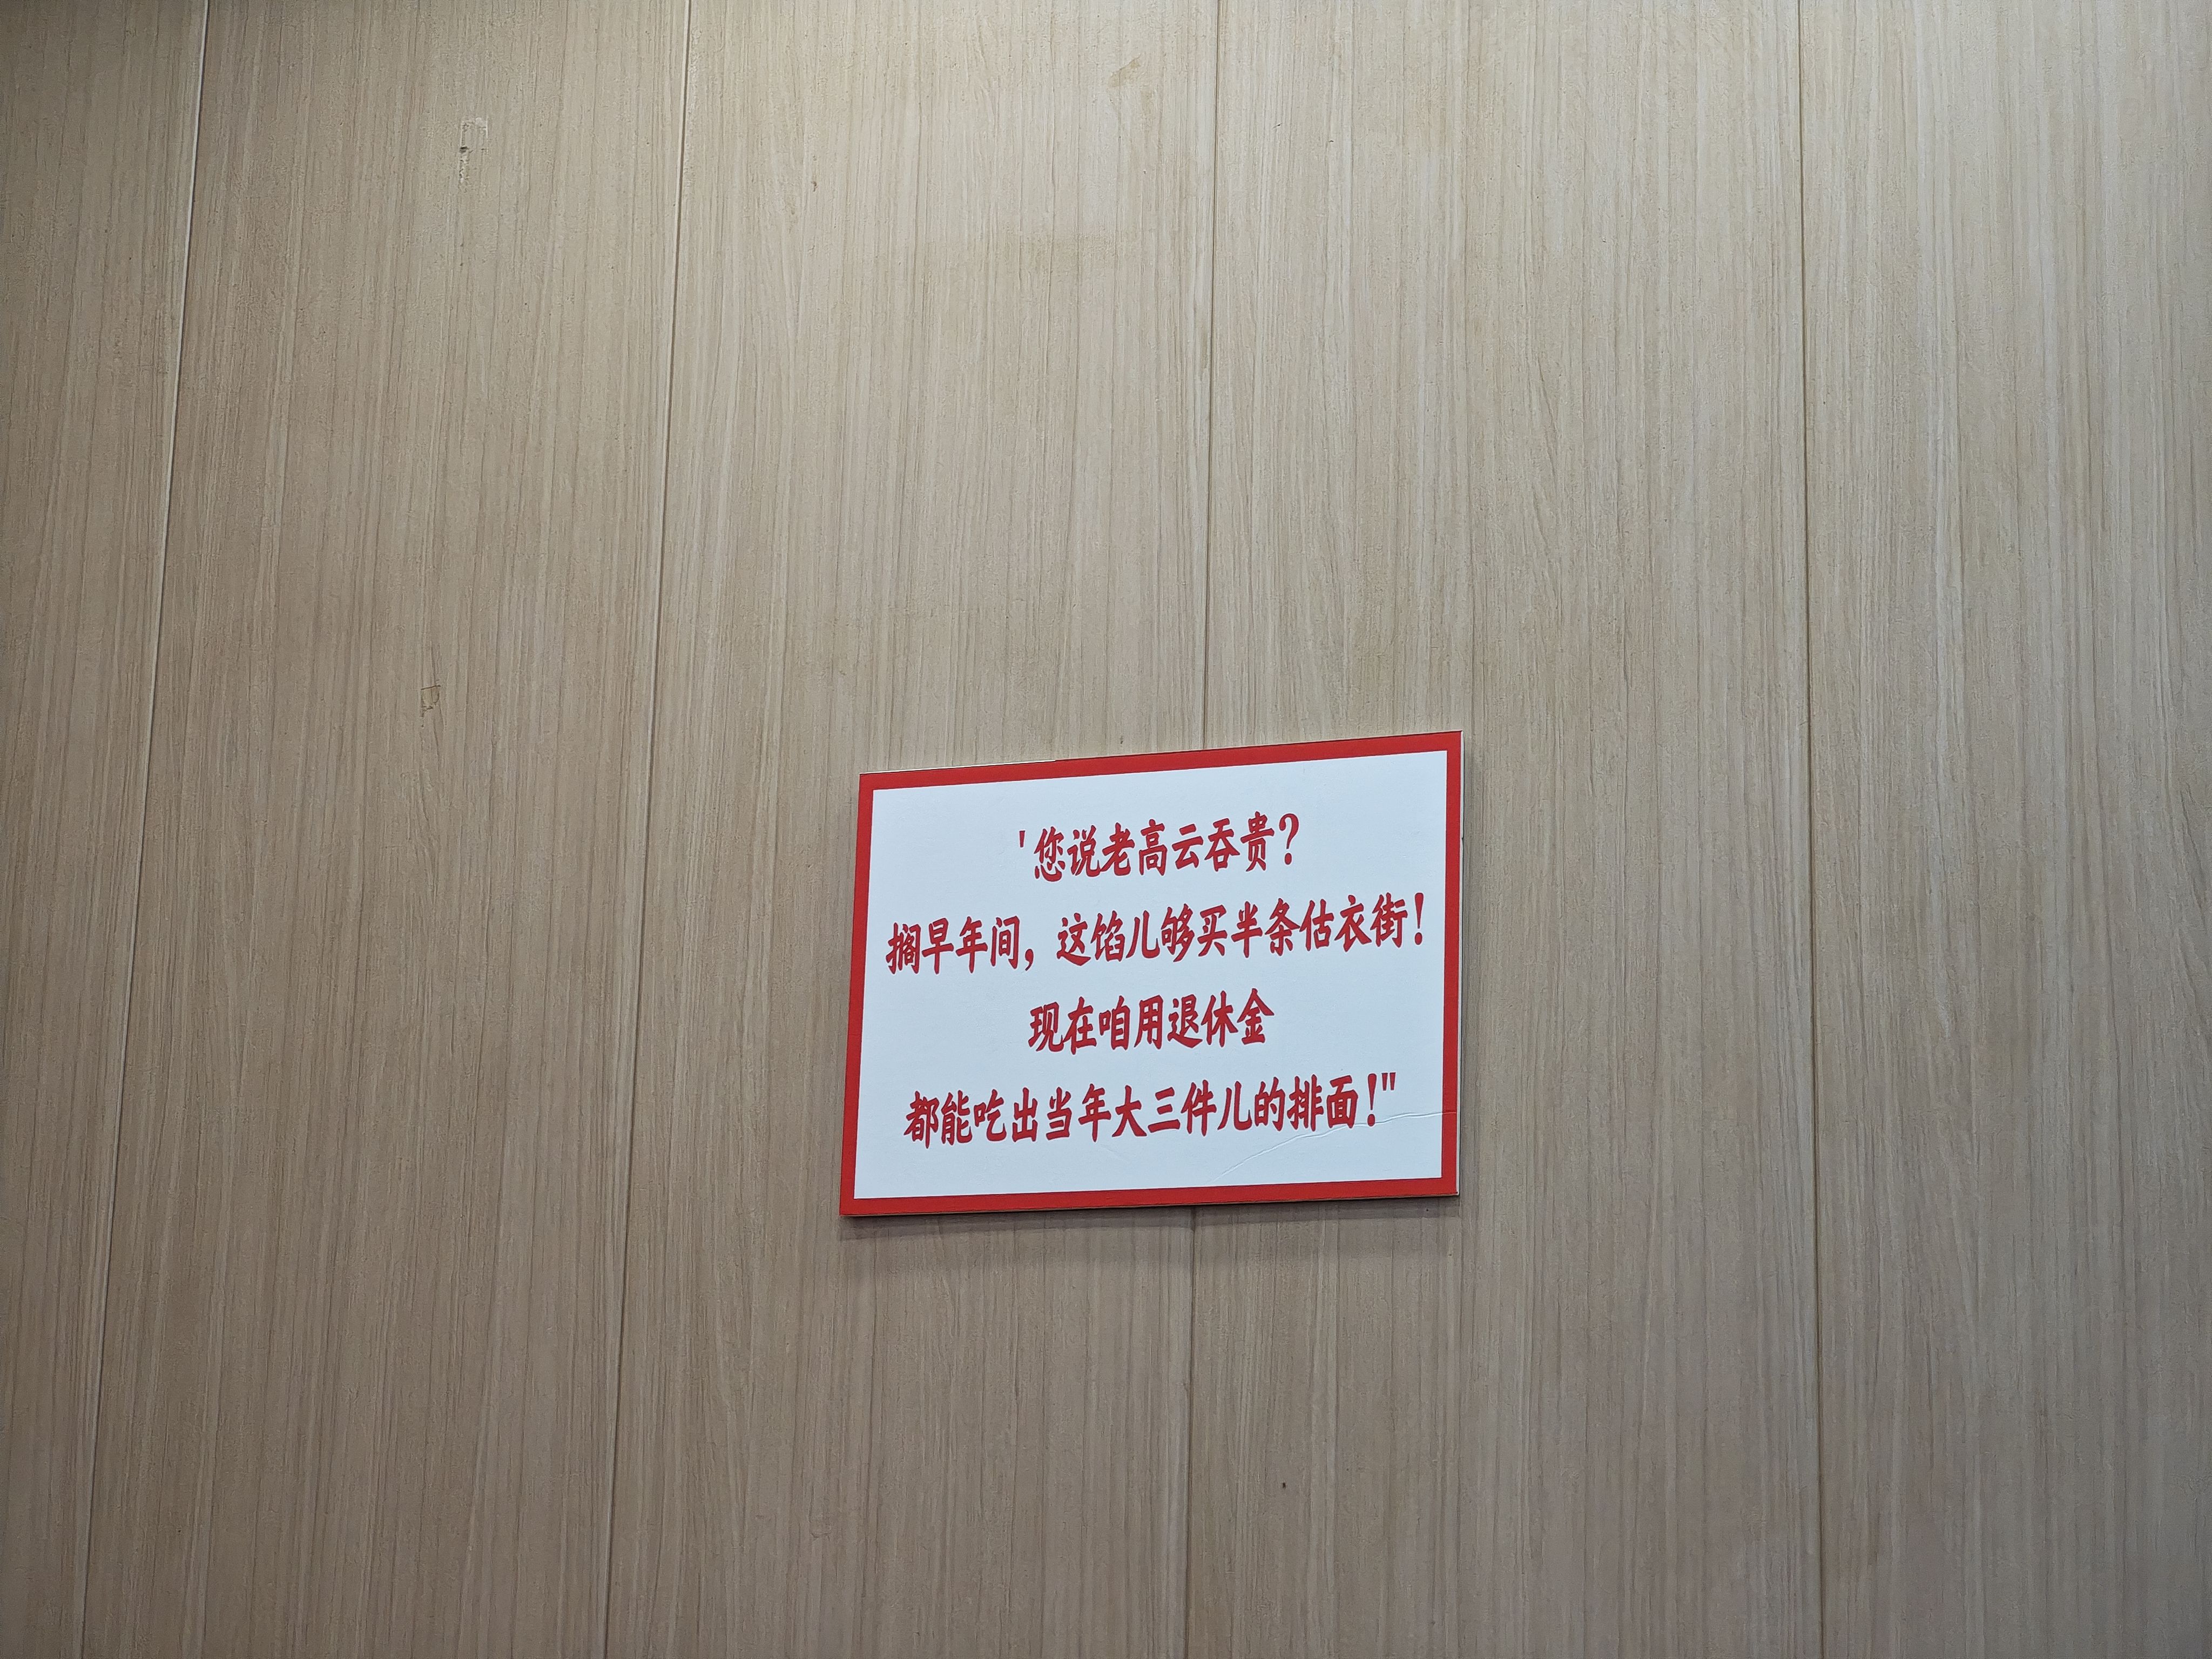 '您说老高云吞贵？
搁早年间，这馅儿够买半条估衣街！
现在咱用退休金
都能吃出当年大三件儿的排面！"